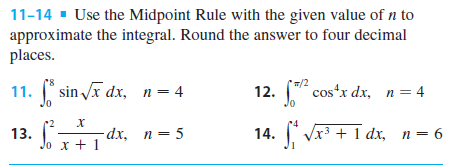 11–14 ▪ Use the Midpoint Rule with the given value of n to
approximate the integral. Round the answer to four decimal
places.
11. ∫₀⁸ sin √x dx, n = 4
12. ∫₀^(π/2) cos⁴x dx, n = 4
13. ∫₀² x/(x + 1) dx, n = 5
14. ∫₁⁴ √(x³ + 1) dx, n = 6